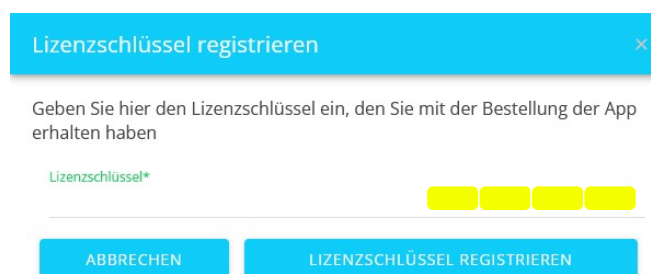 Lizenzschlüssel registrieren ×
Geben Sie hier den Lizenzschlüssel ein, den Sie mit der Bestellung der App
erhalten haben
Lizenzschlüssel*
ABBRECHEN LIZENZSCHLÜSSEL REGISTRIEREN